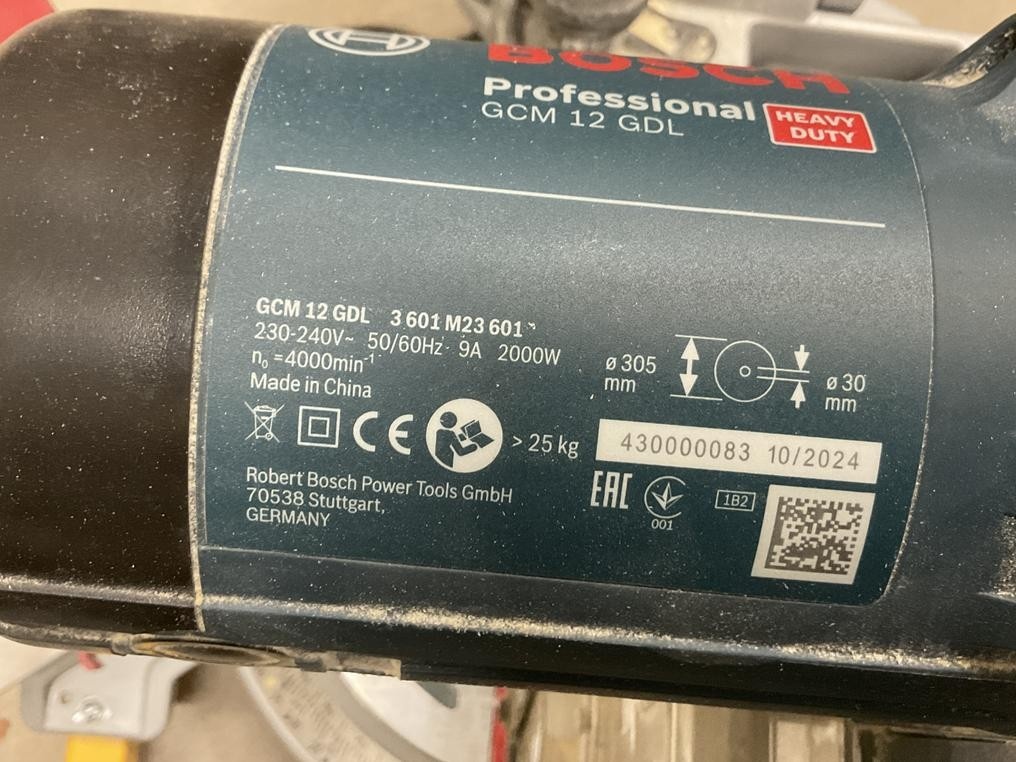 BOSCH
Professional
GCM 12 GDL
HEAVY
DUTY
GCM 12 GDL 3 601 M23 601
230-240V~ 50/60Hz 9A 2000W
n₀ =4000min⁻¹
Made in China
ø 305
mm
ø 30
mm
CE
> 25 kg
430000083 10/2024
Robert Bosch Power Tools GmbH
70538 Stuttgart,
GERMANY
EAC
001
1B2